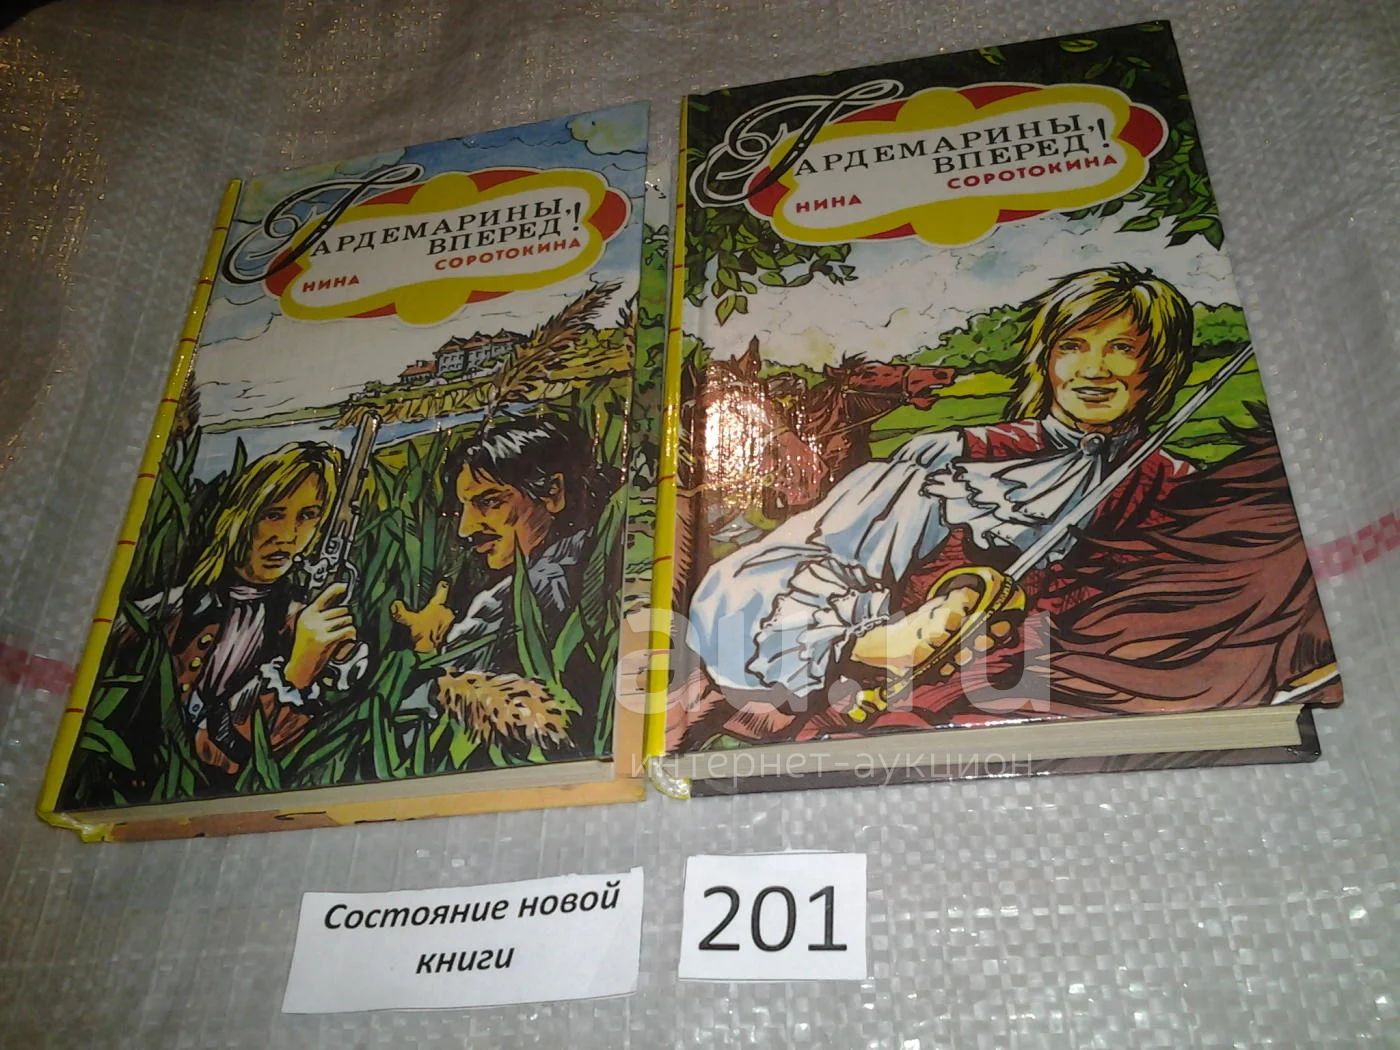 Гардемарины,
вперед!
НИНА
СОРОТОКИНА
Гардемарины,
вперед!
НИНА
СОРОТОКИНА
au.ru
интернет-аукцион
Состояние новой
книги
201